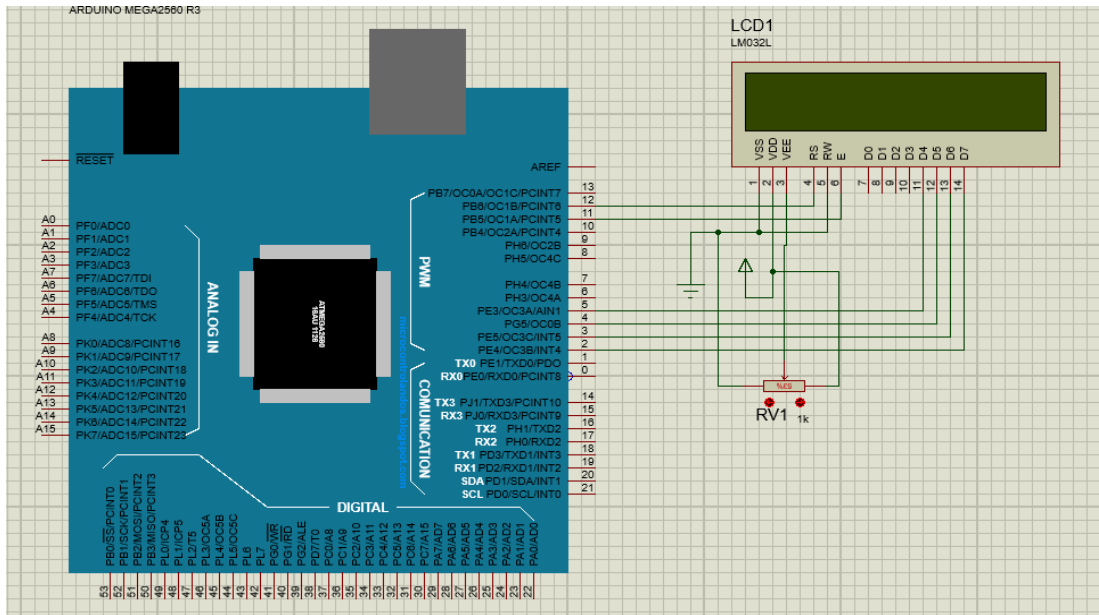 ARDUINO MEGA2560 R3
LCD1
LM032L
VSS
VDD
VEE
RS
RW
E
D0
D1
D2
D3
D4
D5
D6
D7
1
2
3
4
5
6
7
8
9
10
11
12
13
14
RESET
AREF
A0 PF0/ADC0
A1 PF1/ADC1
A2 PF2/ADC2
A3 PF3/ADC3
A7 PF7/ADC7/TDI
A6 PF6/ADC6/TDO
A5 PF5/ADC5/TMS
A4 PF4/ADC4/TCK
A8 PK0/ADC8/PCINT16
A9 PK1/ADC9/PCINT17
A10 PK2/ADC10/PCINT18
A11 PK3/ADC11/PCINT19
A12 PK4/ADC12/PCINT20
A13 PK5/ADC13/PCINT21
A14 PK6/ADC14/PCINT22
A15 PK7/ADC15/PCINT23
ANALOG IN
ATMEGA2560
16AU 1126
microcontrolandos.blogspot.com
PWM
COMUNICATION
PB7/OC0A/OC1C/PCINT7 13
PB6/OC1B/PCINT6 12
PB5/OC1A/PCINT5 11
PB4/OC2A/PCINT4 10
PH6/OC2B 9
PH5/OC4C 8
PH4/OC4B 7
PH3/OC4A 6
PE3/OC3A/AIN1 5
PG5/OC0B 4
PE5/OC3C/INT5 3
PE4/OC3B/INT4 2
TX0 PE1/TXD0/PDO 1
RX0 PE0/RXD0/PCINT8 0
TX3 PJ1/TXD3/PCINT10 14
RX3 PJ0/RXD3/PCINT9 15
TX2 PH1/TXD2 16
RX2 PH0/RXD2 17
TX1 PD3/TXD1/INT3 18
RX1 PD2/RXD1/INT2 19
SDA PD1/SDA/INT1 20
SCL PD0/SCL/INT0 21
53%
RV1
1k
DIGITAL
PB0/SS/PCINT0
PB1/SCK/PCINT1
PB2/MOSI/PCINT2
PB3/MISO/PCINT3
PL0/ICP4
PL1/ICP5
PL2/T5
PL3/OC5A
PL4/OC5B
PL5/OC5C
PL6
PL7
PG0/WR
PG1/RD
PG2/ALE
PD7/T0
PC0/A8
PC1/A9
PC2/A10
PC3/A11
PC4/A12
PC5/A13
PC6/A14
PC7/A15
PA7/AD7
PA6/AD6
PA5/AD5
PA4/AD4
PA3/AD3
PA2/AD2
PA1/AD1
PA0/AD0
53
52
51
50
49
48
47
46
45
44
43
42
41
40
39
38
37
36
35
34
33
32
31
30
29
28
27
26
25
24
23
22